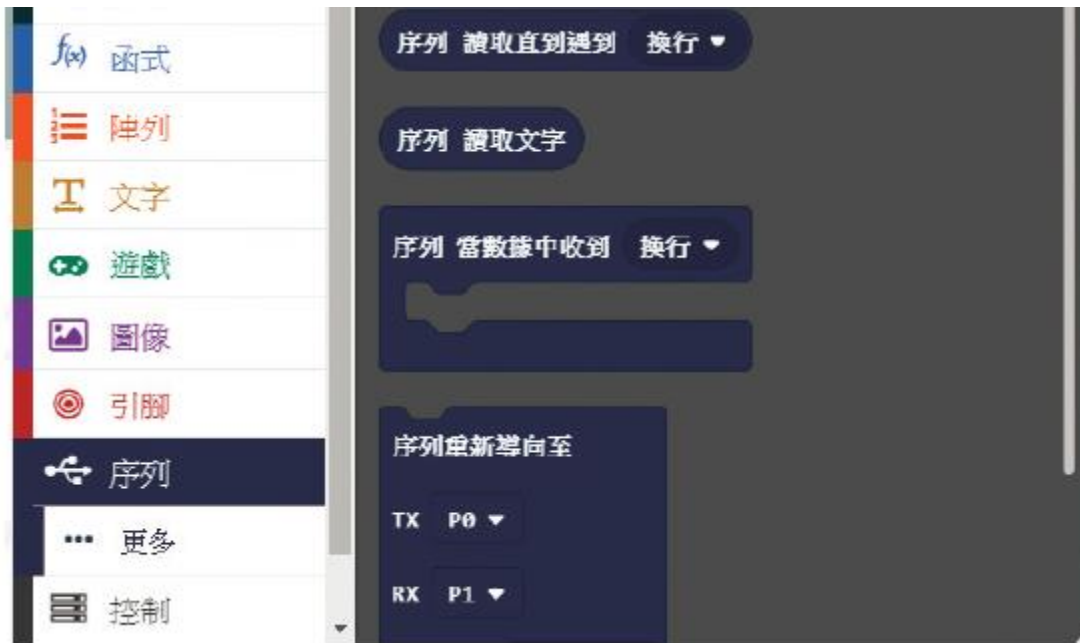 f(x) 函式
陣列
文字
遊戲
圖像
引腳
序列
更多
控制
序列 讀取直到遇到 換行
序列 讀取文字
序列 當數據中收到 換行
序列重新導向至
TX P0
RX P1